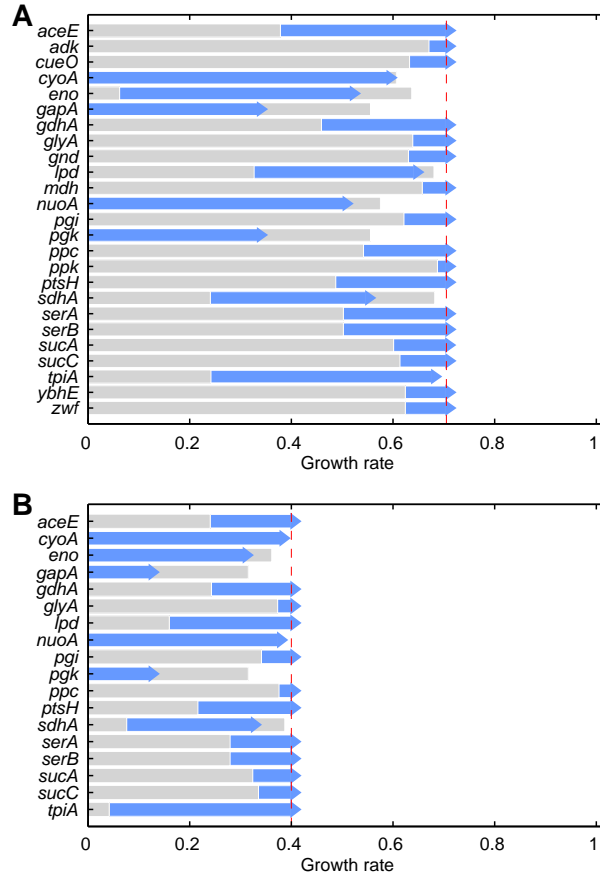 A
aceE
adk
cueO
cyoA
eno
gapA
gdhA
glyA
gnd
lpd
mdh
nuoA
pgi
pgk
ppc
ppk
ptsH
sdhA
serA
serB
sucA
sucC
tpiA
ybhE
zwf
0 0.2 0.4 0.6 0.8 1
Growth rate
B
aceE
cyoA
eno
gapA
gdhA
glyA
lpd
nuoA
pgi
pgk
ppc
ptsH
sdhA
serA
serB
sucA
sucC
tpiA
0 0.2 0.4 0.6 0.8 1
Growth rate